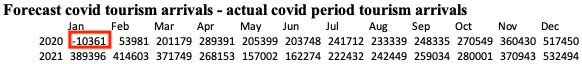 Forecast covid tourism arrivals - actual covid period tourism arrivals
Jan Feb Mar Apr May Jun Jul Aug Sep Oct Nov Dec
2020 -10361 53981 201179 289391 205399 203748 241712 233339 248335 270549 360430 517450
2021 389396 414603 371749 268153 157002 162274 222432 242449 259034 280001 370943 532494